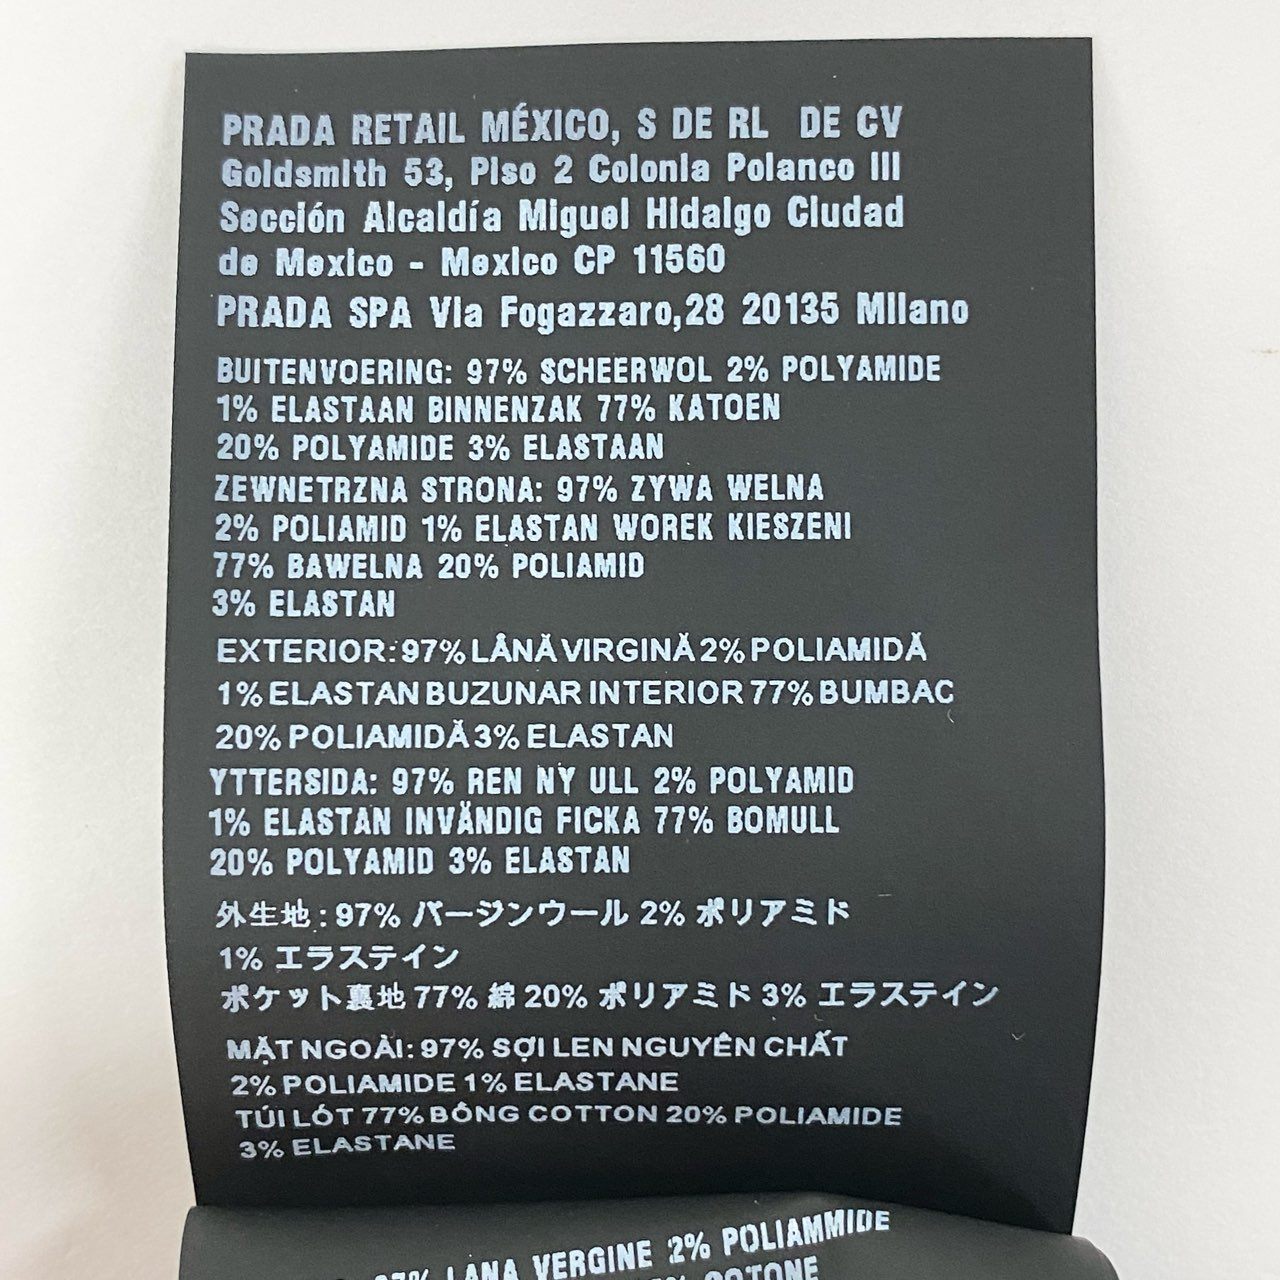 PRADA RETAIL MÉXICO, S DE RL DE CV
Goldsmith 53, Piso 2 Colonia Polanco III
Sección Alcaldía Miguel Hidalgo Ciudad
de Mexico - Mexico CP 11560
PRADA SPA Via Fogazzaro,28 20135 Milano
BUITENVOERING: 97% SCHEERWOL 2% POLYAMIDE
1% ELASTAAN BINNENZAK 77% KATOEN
20% POLYAMIDE 3% ELASTAAN
ZEWNETRZNA STRONA: 97% ZYWA WELNA
2% POLIAMID 1% ELASTAN WOREK KIESZENI
77% BAWELNA 20% POLIAMID
3% ELASTAN
EXTERIOR: 97% LÂNĂ VIRGINĂ 2% POLIAMIDĂ
1% ELASTAN BUZUNAR INTERIOR 77% BUMBAC
20% POLIAMIDĂ 3% ELASTAN
YTTERSIDA: 97% REN NY ULL 2% POLYAMID
1% ELASTAN INVÄNDIG FICKA 77% BOMULL
20% POLYAMID 3% ELASTAN
外生地: 97% バージンウール 2% ポリアミド
1% エラステイン
ポケット裏地 77% 綿 20% ポリアミド 3% エラステイン
MẶT NGOÀI: 97% SỢI LEN NGUYÊN CHẤT
2% POLIAMIDE 1% ELASTANE
TÚI LÓT 77% BÔNG COTTON 20% POLIAMIDE
3% ELASTANE
97% LANA VERGINE 2% POLIAMMIDE
COTONE